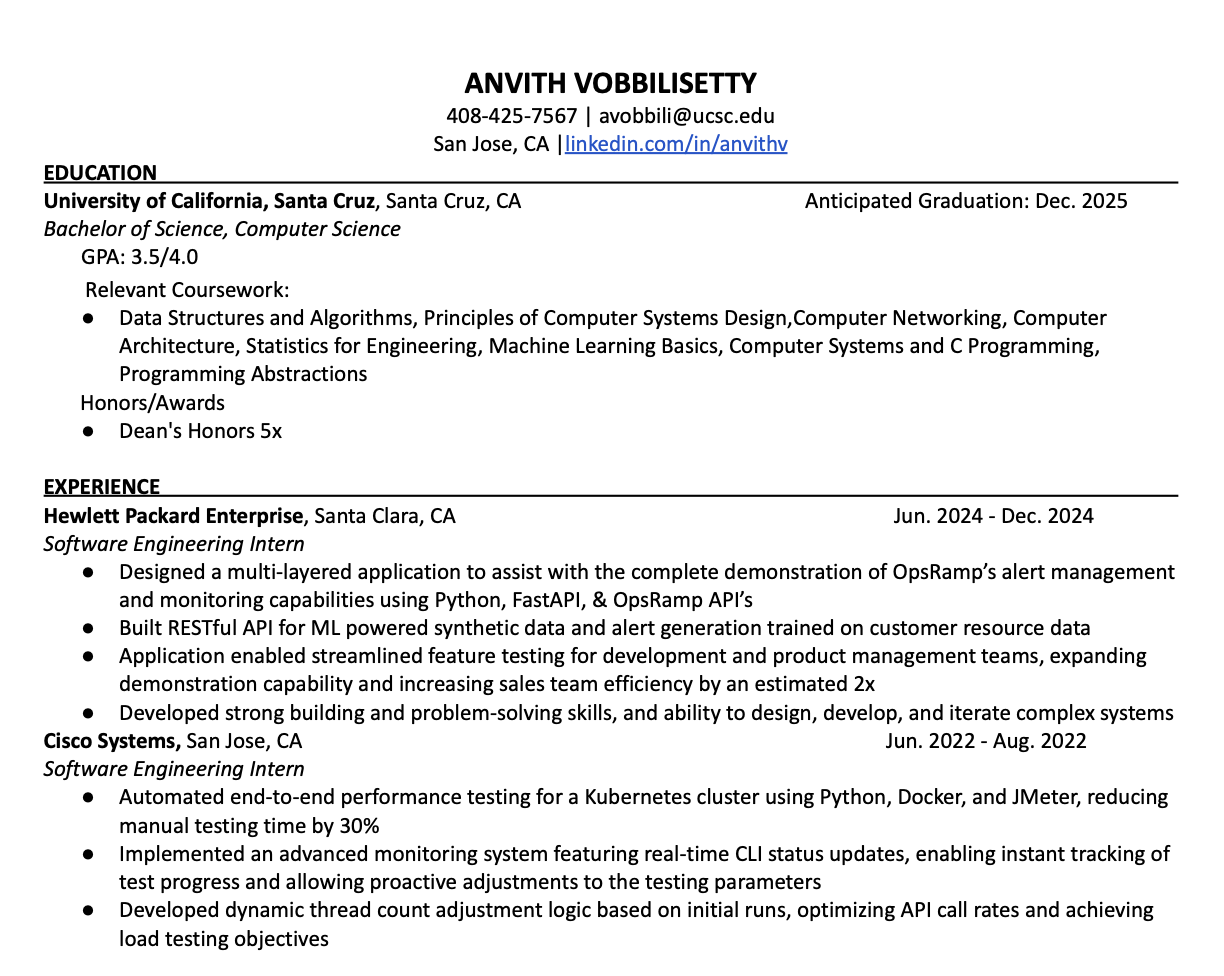 ANVITH VOBBILISETTY
408-425-7567 | avobbili@ucsc.edu
San Jose, CA |linkedin.com/in/anvithv
EDUCATION
University of California, Santa Cruz, Santa Cruz, CA Anticipated Graduation: Dec. 2025
Bachelor of Science, Computer Science
GPA: 3.5/4.0
Relevant Coursework:
● Data Structures and Algorithms, Principles of Computer Systems Design,Computer Networking, Computer
Architecture, Statistics for Engineering, Machine Learning Basics, Computer Systems and C Programming,
Programming Abstractions
Honors/Awards
● Dean's Honors 5x
EXPERIENCE
Hewlett Packard Enterprise, Santa Clara, CA Jun. 2024 - Dec. 2024
Software Engineering Intern
● Designed a multi-layered application to assist with the complete demonstration of OpsRamp’s alert management
and monitoring capabilities using Python, FastAPI, & OpsRamp API’s
● Built RESTful API for ML powered synthetic data and alert generation trained on customer resource data
● Application enabled streamlined feature testing for development and product management teams, expanding
demonstration capability and increasing sales team efficiency by an estimated 2x
● Developed strong building and problem-solving skills, and ability to design, develop, and iterate complex systems
Cisco Systems, San Jose, CA Jun. 2022 - Aug. 2022
Software Engineering Intern
● Automated end-to-end performance testing for a Kubernetes cluster using Python, Docker, and JMeter, reducing
manual testing time by 30%
● Implemented an advanced monitoring system featuring real-time CLI status updates, enabling instant tracking of
test progress and allowing proactive adjustments to the testing parameters
● Developed dynamic thread count adjustment logic based on initial runs, optimizing API call rates and achieving
load testing objectives